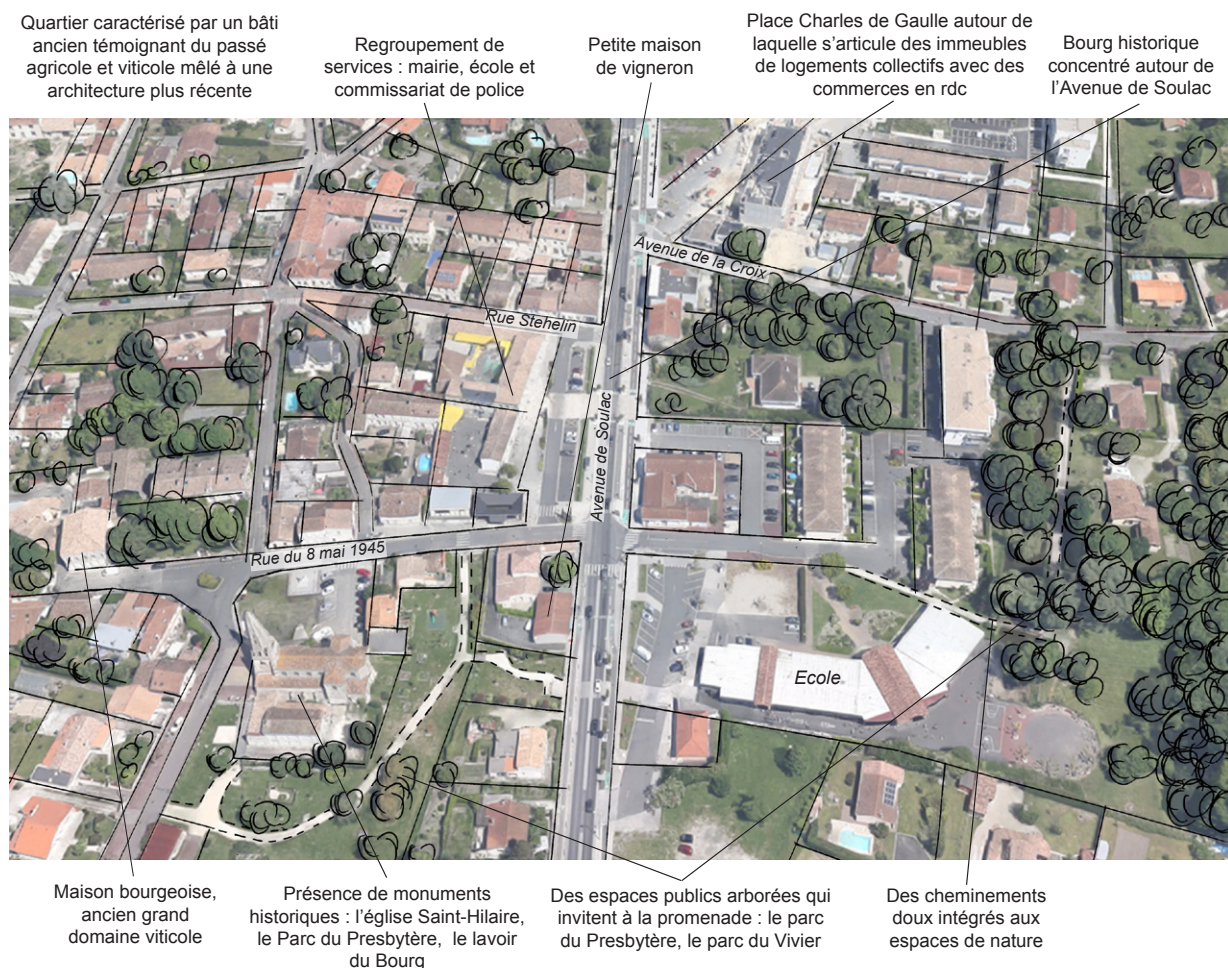 Quartier caractérisé par un bâti
ancien témoignant du passé
agricole et viticole mêlé à une
architecture plus récente
Regroupement de
services : mairie, école et
commissariat de police
Petite maison
de vigneron
Place Charles de Gaulle autour de
laquelle s'articule des immeubles
de logements collectifs avec des
commerces en rdc
Bourg historique
concentré autour de
l'Avenue de Soulac
Avenue de la Croix
Rue Stehelin
Avenue de Soulac
Rue du 8 mai 1945
Ecole
Maison bourgeoise,
ancien grand
domaine viticole
Présence de monuments
historiques : l'église Saint-Hilaire,
le Parc du Presbytère, le lavoir
du Bourg
Des espaces publics arborées qui
invitent à la promenade : le parc
du Presbytère, le parc du Vivier
Des cheminements
doux intégrés aux
espaces de nature